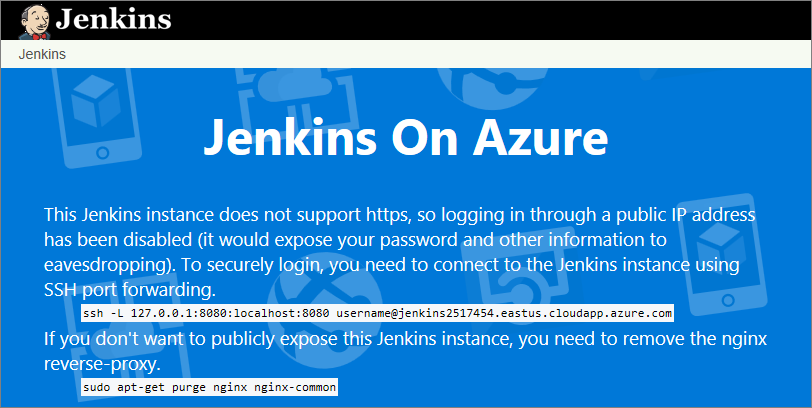 Jenkins
Jenkins
Jenkins On Azure
This Jenkins instance does not support https, so logging in through a public IP address
has been disabled (it would expose your password and other information to
eavesdropping). To securely login, you need to connect to the Jenkins instance using
SSH port forwarding.
ssh -L 127.0.0.1:8080:localhost:8080 username@jenkins2517454.eastus.cloudapp.azure.com
If you don't want to publicly expose this Jenkins instance, you need to remove the nginx
reverse-proxy.
sudo apt-get purge nginx nginx-common